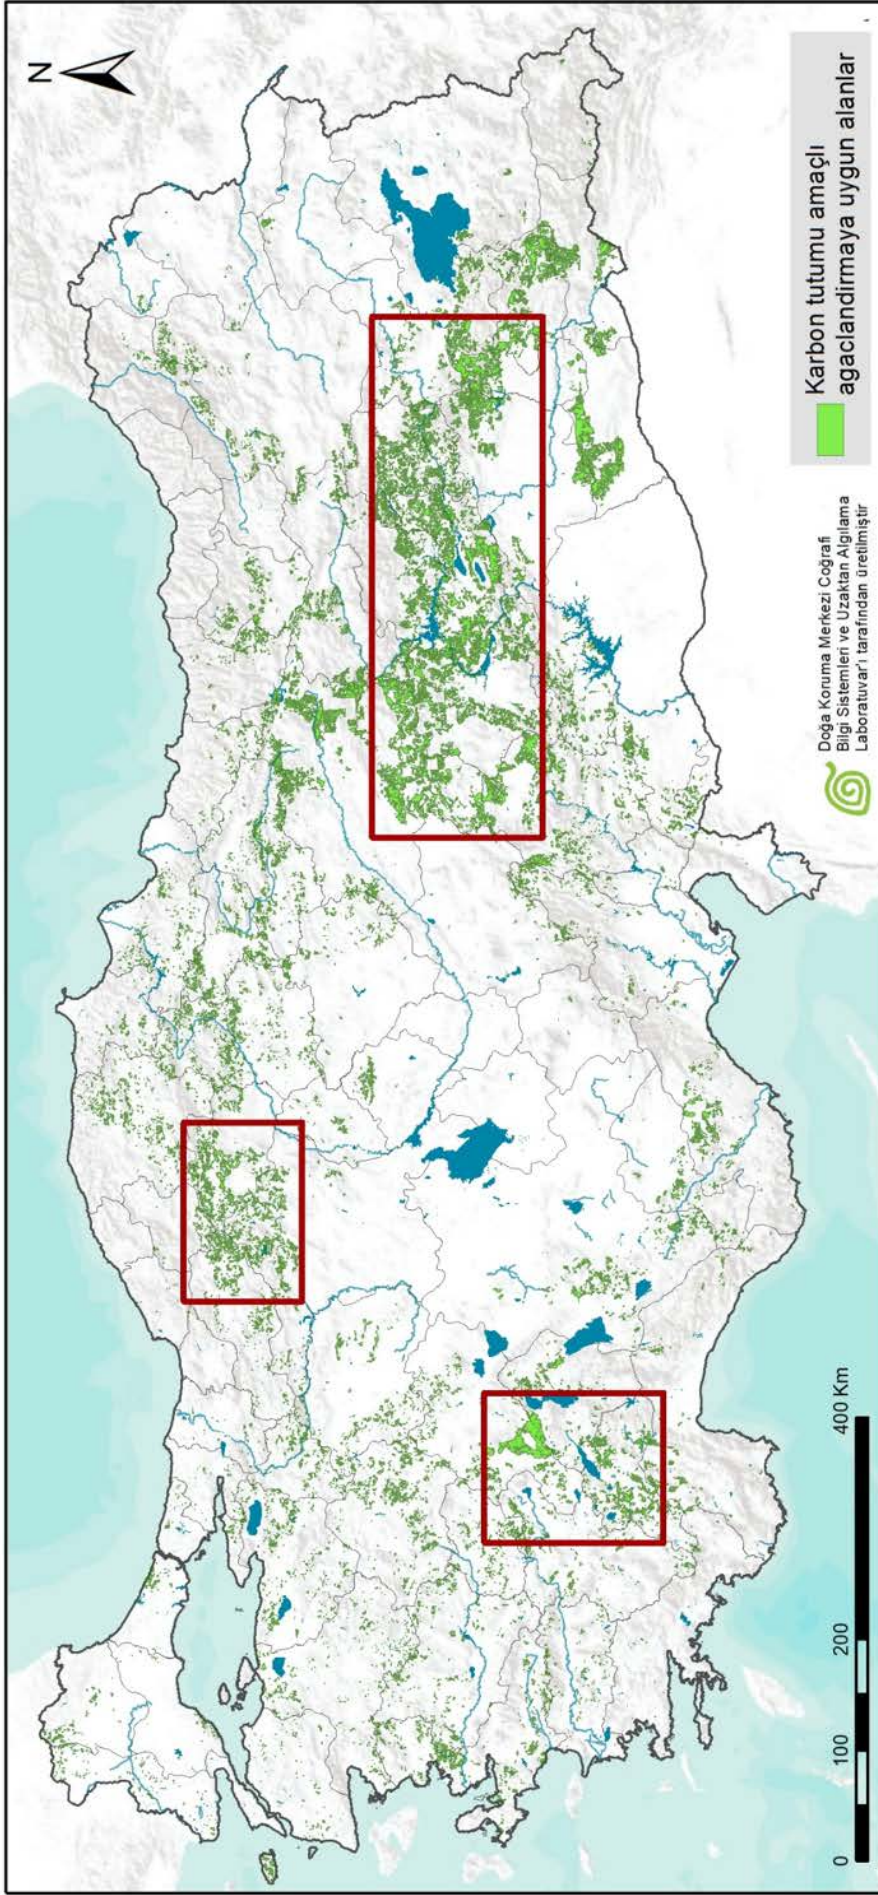 N
Karbon tutumu amaçlı
agaclandirmaya uygun alanlar
Doğa Koruma Merkezi Coğrafi
Bilgi Sistemleri ve Uzaktan Algılama
Laboratuvar'ı tarafından üretilmiştir
0 100 200 400 Km